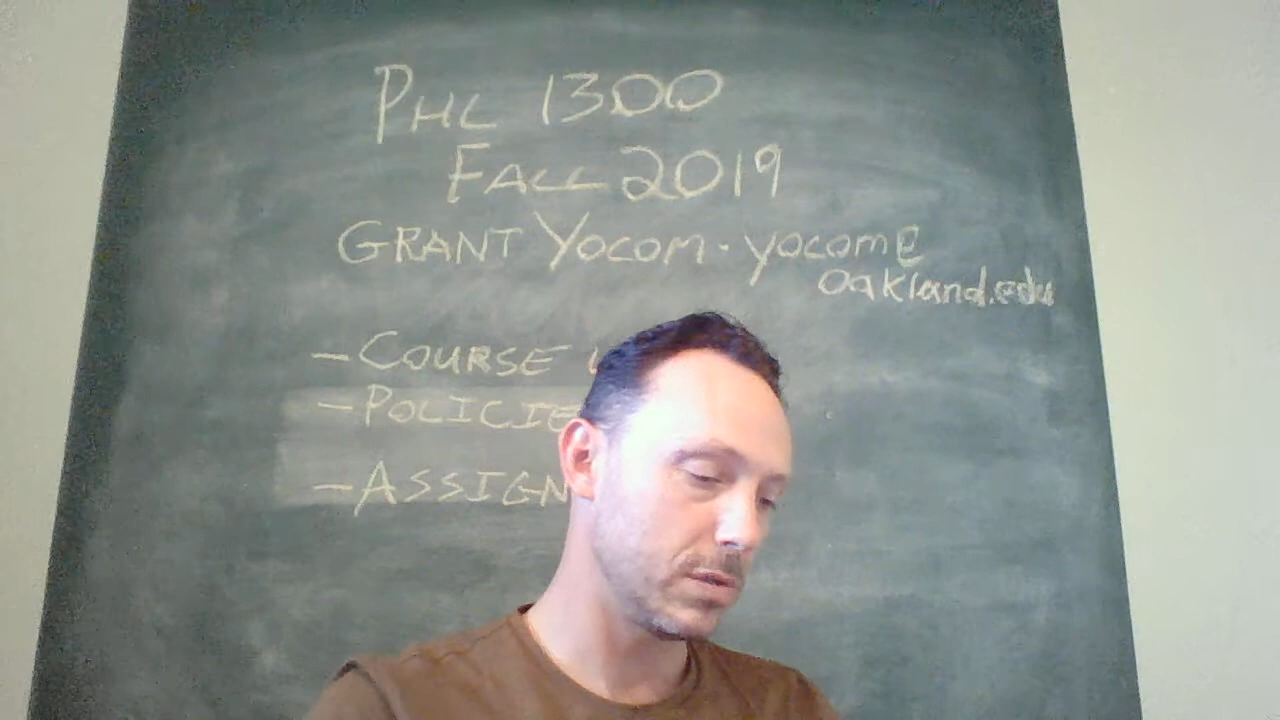 PHL 1300
FALL 2019
GRANT YOCOM · yocom@
oakland.edu
- COURSE
- POLICIE
- ASSIGN